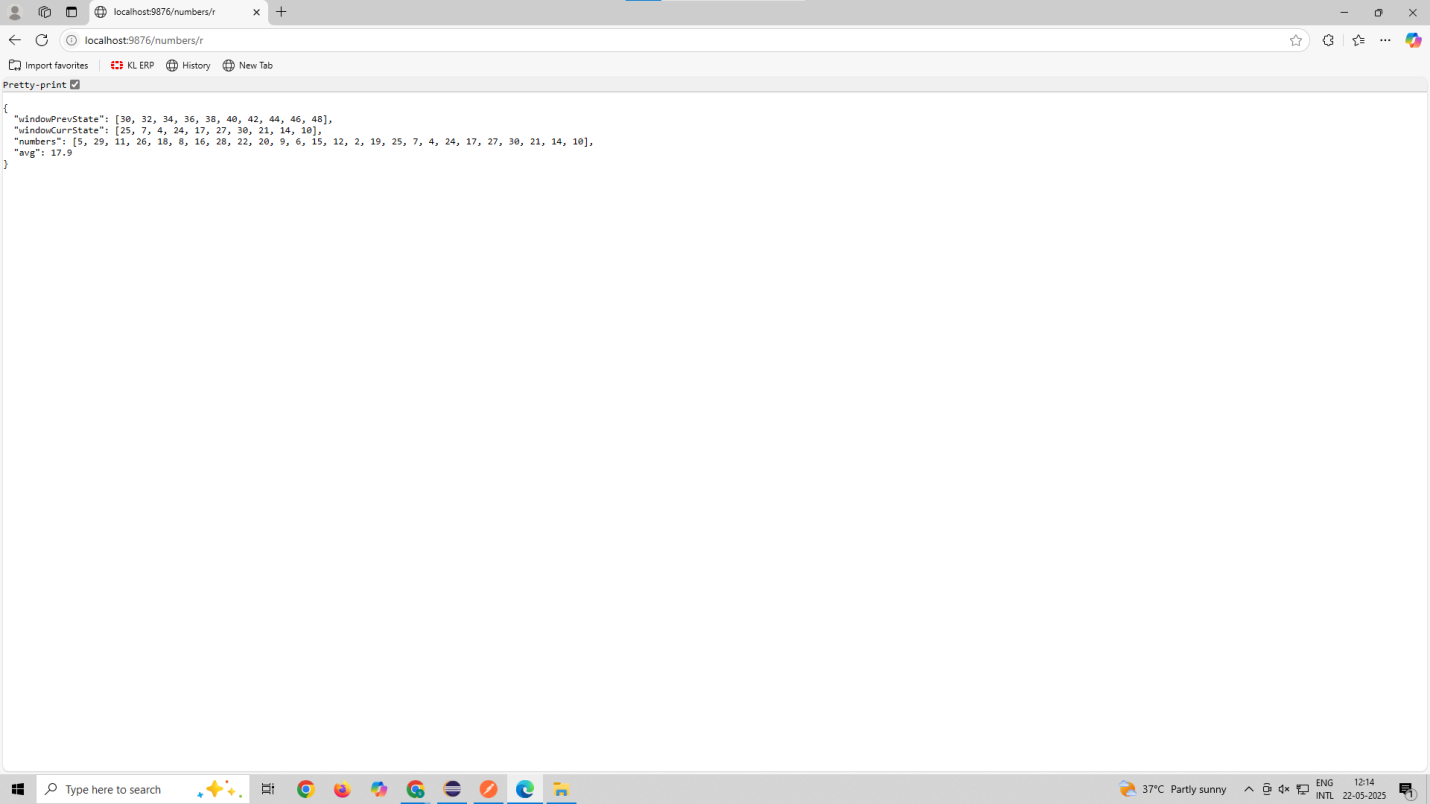 localhost:9876/numbers/r
localhost:9876/numbers/r
Import favorites
KL ERP
History
New Tab
Pretty-print
{
"windowPrevState": [30, 32, 34, 36, 38, 40, 42, 44, 46, 48],
"windowCurrState": [25, 7, 4, 24, 17, 27, 30, 21, 14, 10],
"numbers": [5, 29, 11, 26, 18, 8, 16, 28, 22, 20, 9, 6, 15, 12, 2, 19, 25, 7, 4, 24, 17, 27, 30, 21, 14, 10],
"avg": 17.9
}
Type here to search
37°C Partly sunny
ENG
INTL
12:14
22-05-2025
1